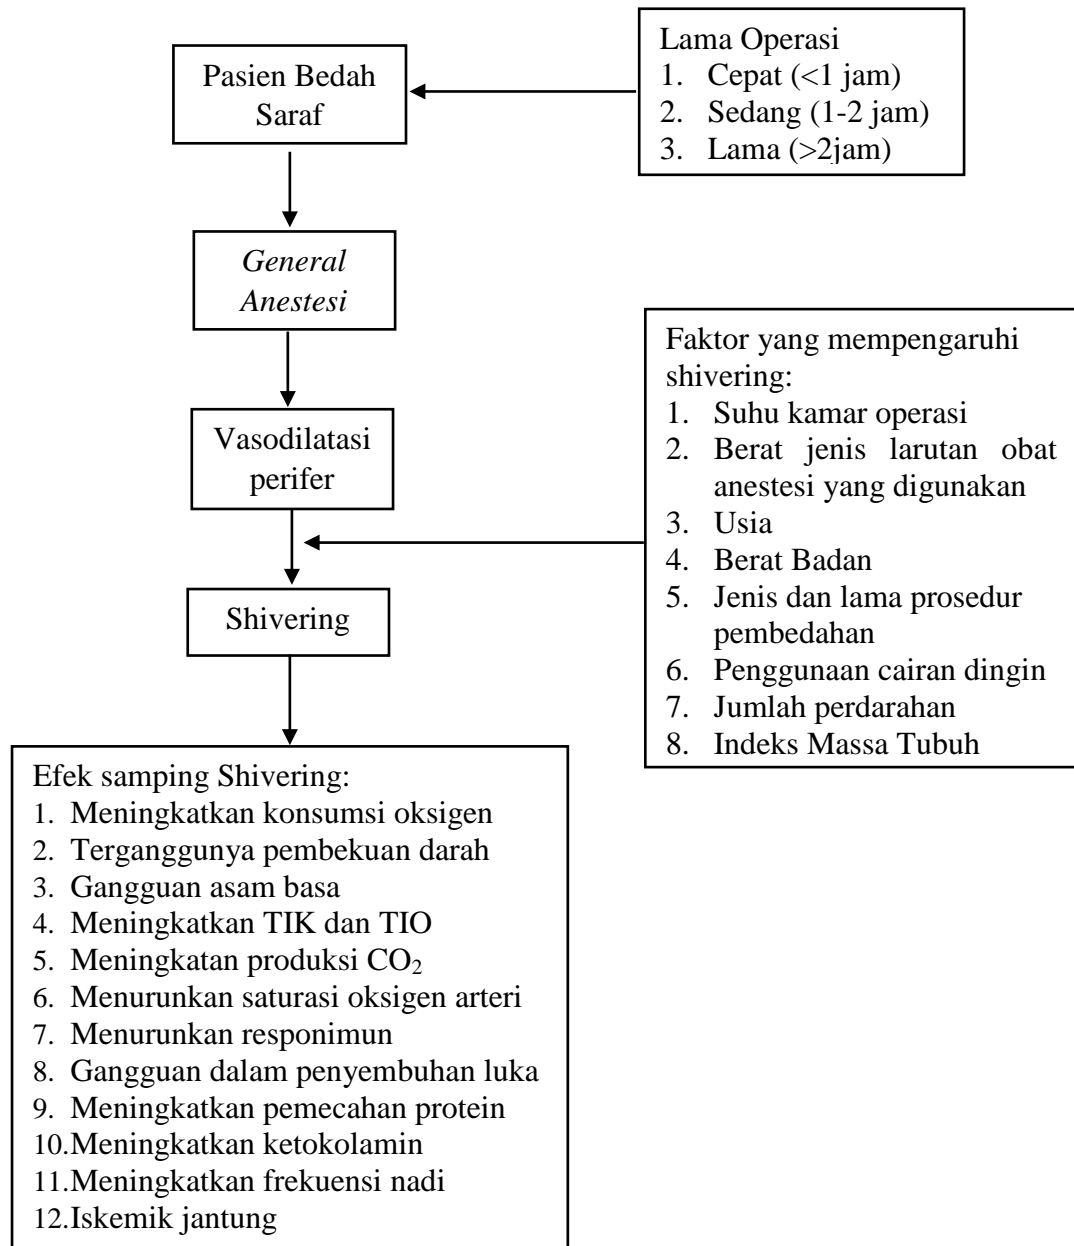 Pasien Bedah
Saraf
Lama Operasi
1. Cepat (<1 jam)
2. Sedang (1-2 jam)
3. Lama (>2jam)
General
Anestesi
Vasodilatasi
perifer
Faktor yang mempengaruhi
shivering:
1. Suhu kamar operasi
2. Berat jenis larutan obat
anestesi yang digunakan
3. Usia
4. Berat Badan
5. Jenis dan lama prosedur
pembedahan
6. Penggunaan cairan dingin
7. Jumlah perdarahan
8. Indeks Massa Tubuh
Shivering
Efek samping Shivering:
1. Meningkatkan konsumsi oksigen
2. Terganggunya pembekuan darah
3. Gangguan asam basa
4. Meningkatkan TIK dan TIO
5. Meningkatan produksi CO₂
6. Menurunkan saturasi oksigen arteri
7. Menurunkan responimun
8. Gangguan dalam penyembuhan luka
9. Meningkatkan pemecahan protein
10.Meningkatkan ketokolamin
11.Meningkatkan frekuensi nadi
12.Iskemik jantung